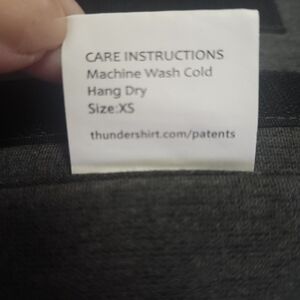 CARE INSTRUCTIONS
Machine Wash Cold
Hang Dry
Size:XS
thundershirt.com/patents